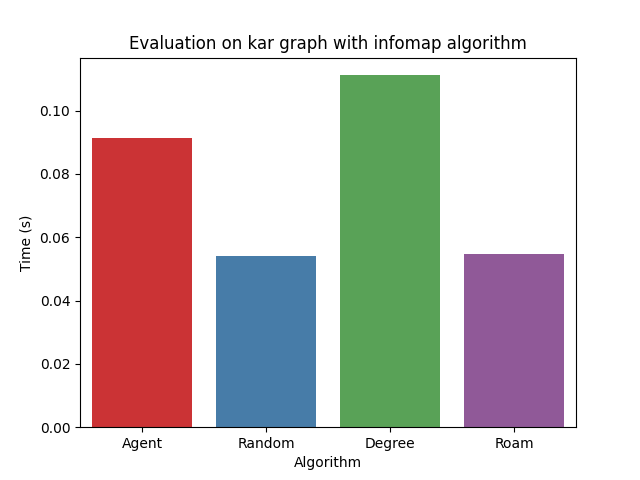 Evaluation on kar graph with infomap algorithm
0.10
0.08
0.06
0.04
0.02
0.00
Time (s)
Agent Random Degree Roam
Algorithm